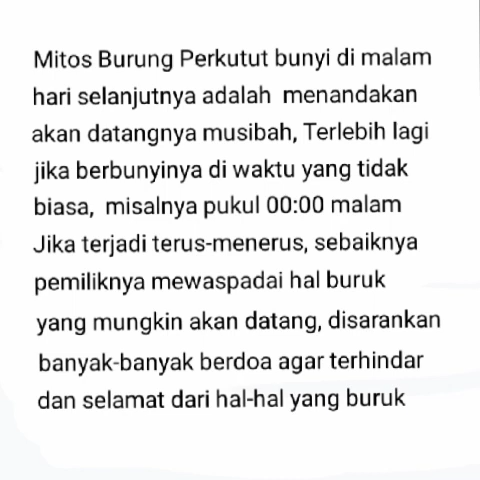 Mitos Burung Perkutut bunyi di malam
hari selanjutnya adalah menandakan
akan datangnya musibah, Terlebih lagi
jika berbunyinya di waktu yang tidak
biasa, misalnya pukul 00:00 malam
Jika terjadi terus-menerus, sebaiknya
pemiliknya mewaspadai hal buruk
yang mungkin akan datang, disarankan
banyak-banyak berdoa agar terhindar
dan selamat dari hal-hal yang buruk